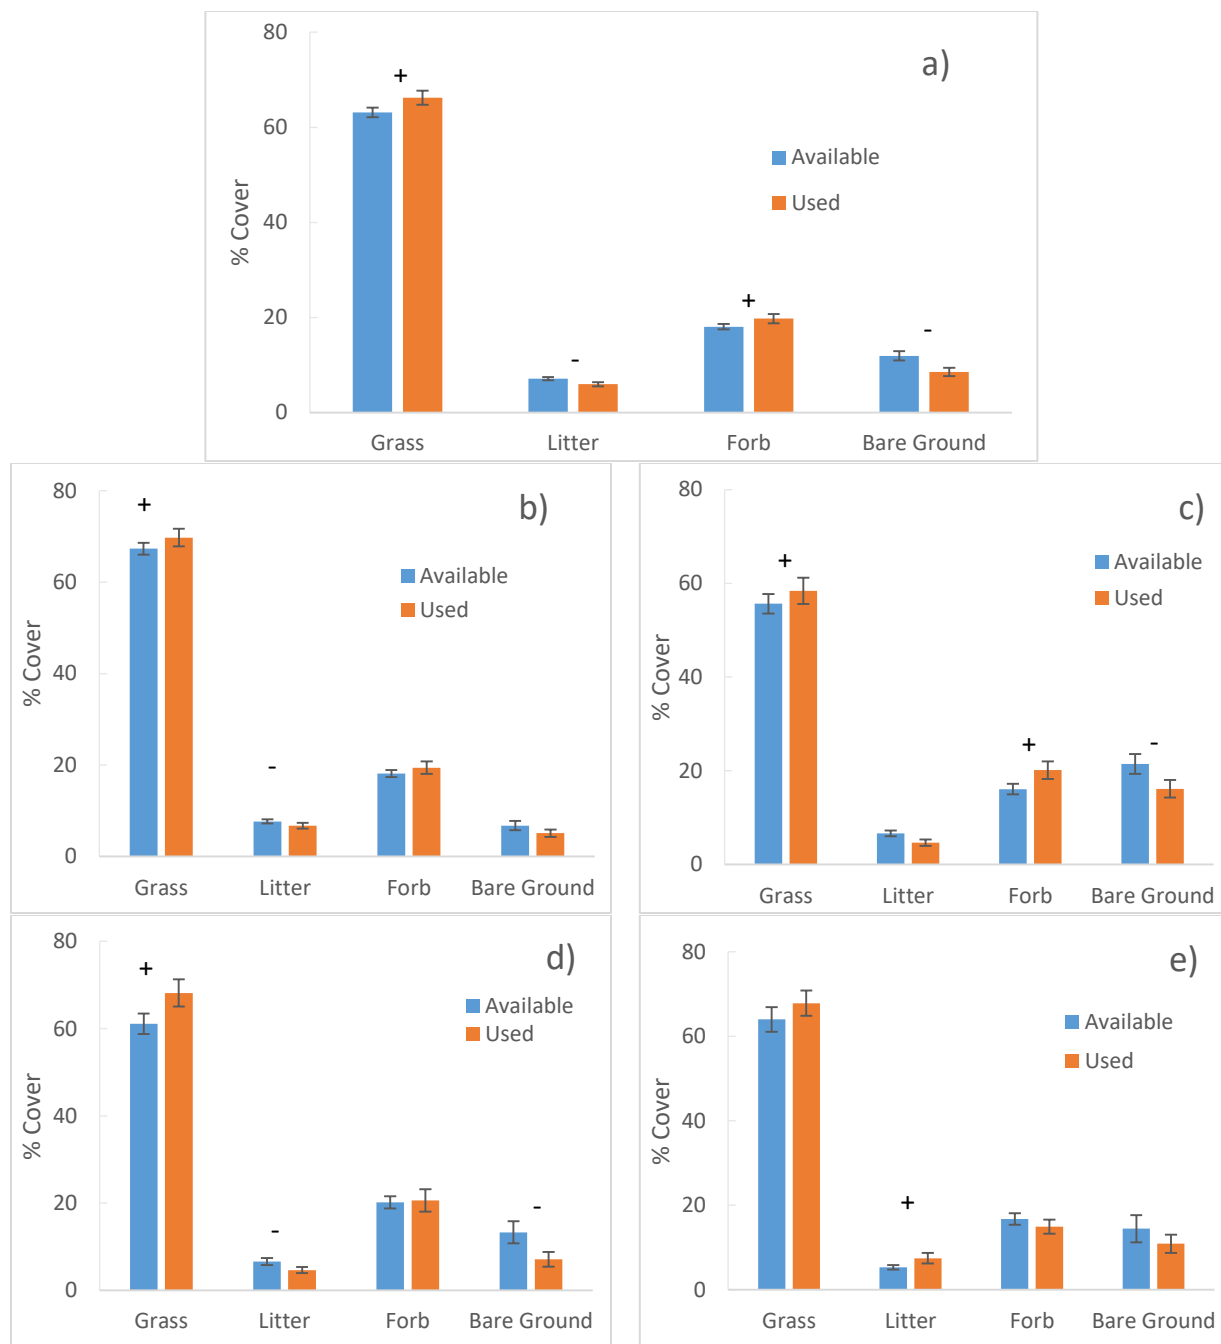 a)
80
60
40
20
0
% Cover
+
-
+
-
Available
Used
Grass Litter Forb Bare Ground
b)
80
60
40
20
0
% Cover
+
-
Available
Used
Grass Litter Forb Bare Ground
c)
80
60
40
20
0
% Cover
+
+
-
Available
Used
Grass Litter Forb Bare Ground
d)
80
60
40
20
0
% Cover
+
-
-
Available
Used
Grass Litter Forb Bare Ground
e)
80
60
40
20
0
% Cover
+
Available
Used
Grass Litter Forb Bare Ground